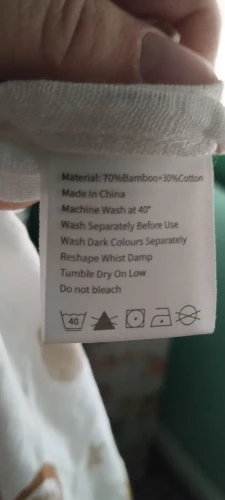 Material: 70%Bamboo+30%Cotton
Made in China
Machine Wash at 40°
Wash Separately Before Use
Wash Dark Colours Separately
Reshape Whist Damp
Tumble Dry On Low
Do not bleach
40